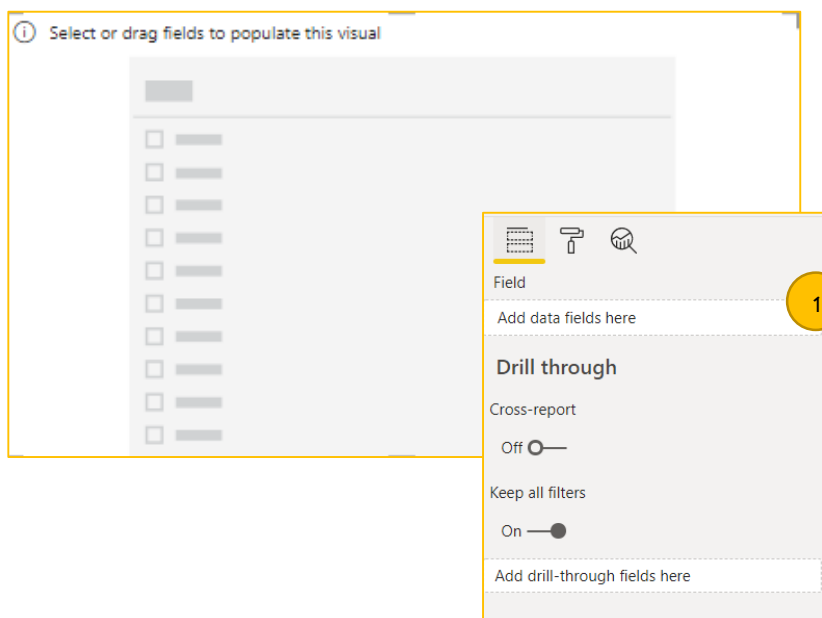 Select or drag fields to populate this visual
Field
Add data fields here
1
Drill through
Cross-report
Off
Keep all filters
On
Add drill-through fields here